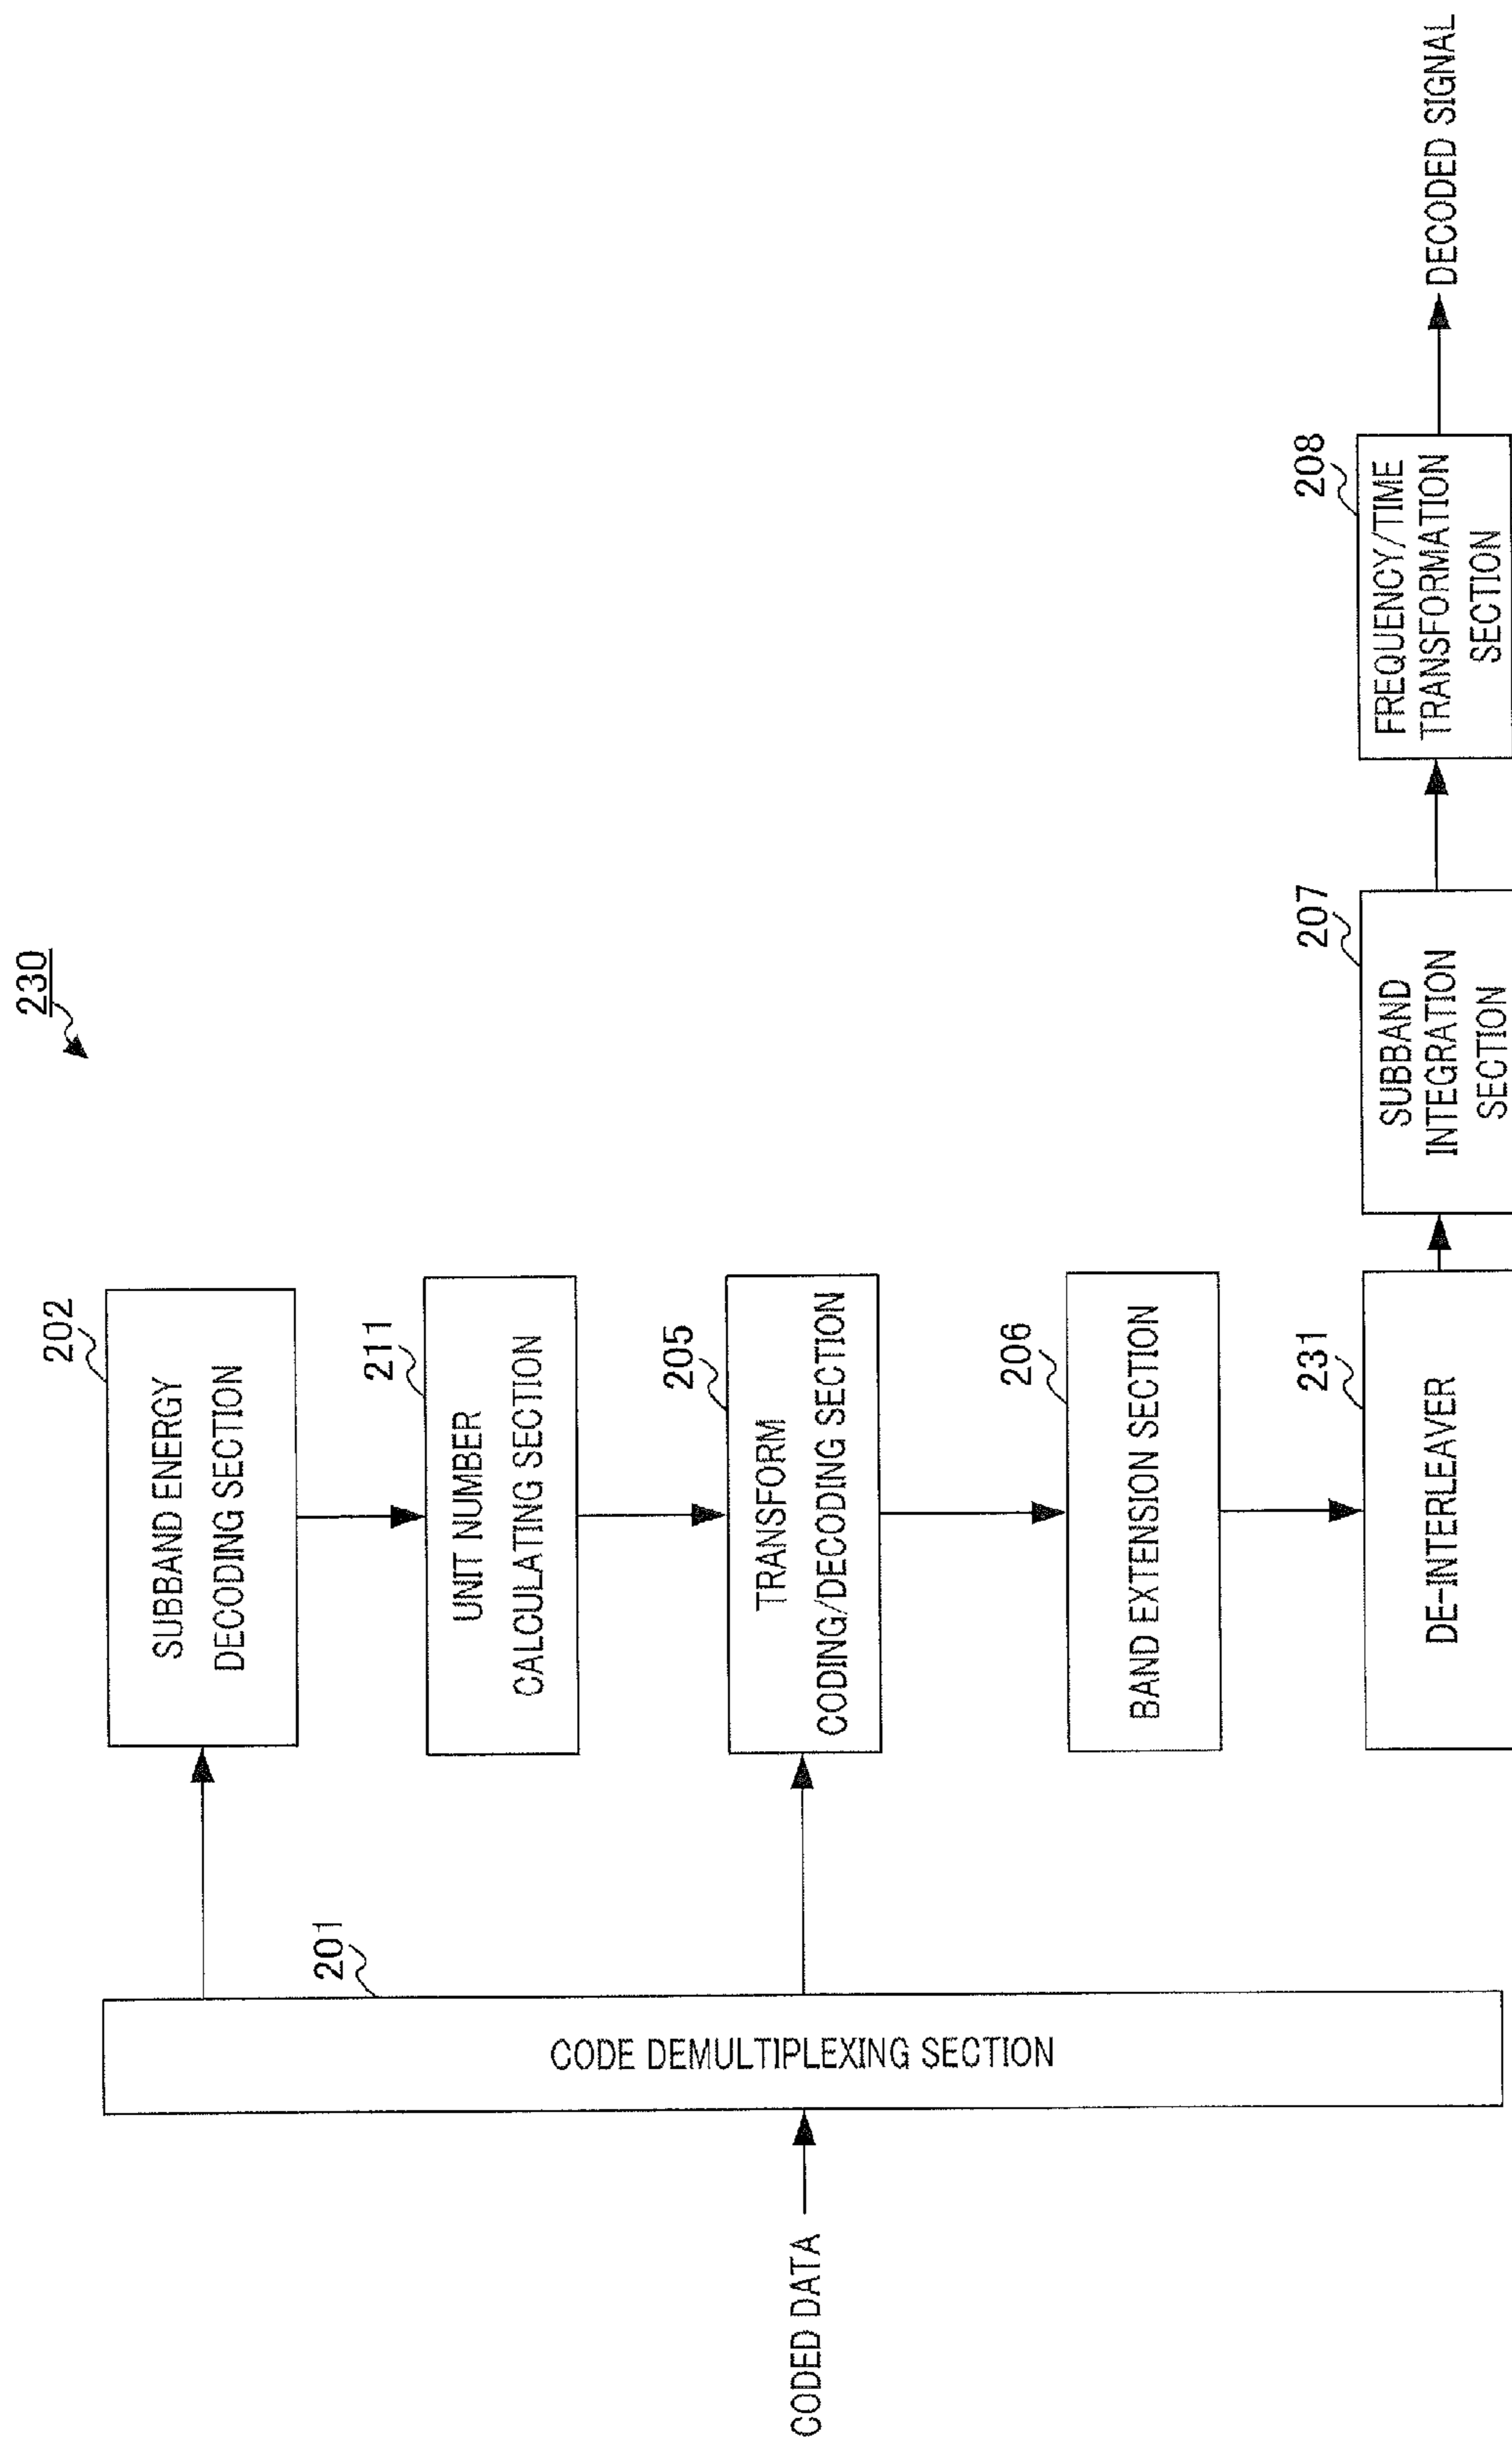 230
CODED DATA
201
CODE DEMULTIPLEXING SECTION
202
SUBBAND ENERGY
DECODING SECTION
211
UNIT NUMBER
CALCULATING SECTION
205
TRANSFORM
CODING/DECODING SECTION
206
BAND EXTENSION SECTION
231
DE-INTERLEAVER
207
SUBBAND
INTEGRATION
SECTION
208
FREQUENCY/TIME
TRANSFORMATION
SECTION
DECODED SIGNAL